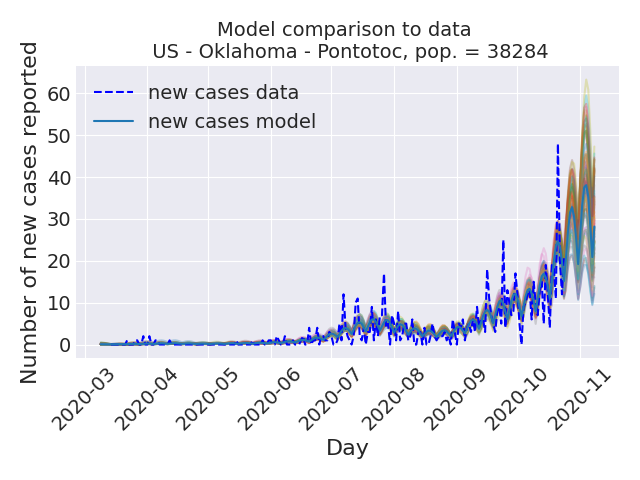 Model comparison to data
US - Oklahoma - Pontotoc, pop. = 38284
new cases data
new cases model
Number of new cases reported
60
50
40
30
20
10
0
2020-03
2020-04
2020-05
2020-06
2020-07
2020-08
2020-09
2020-10
2020-11
Day